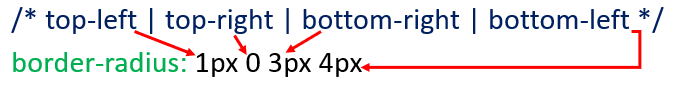 /* top-left | top-right | bottom-right | bottom-left */
border-radius: 1px 0 3px 4px